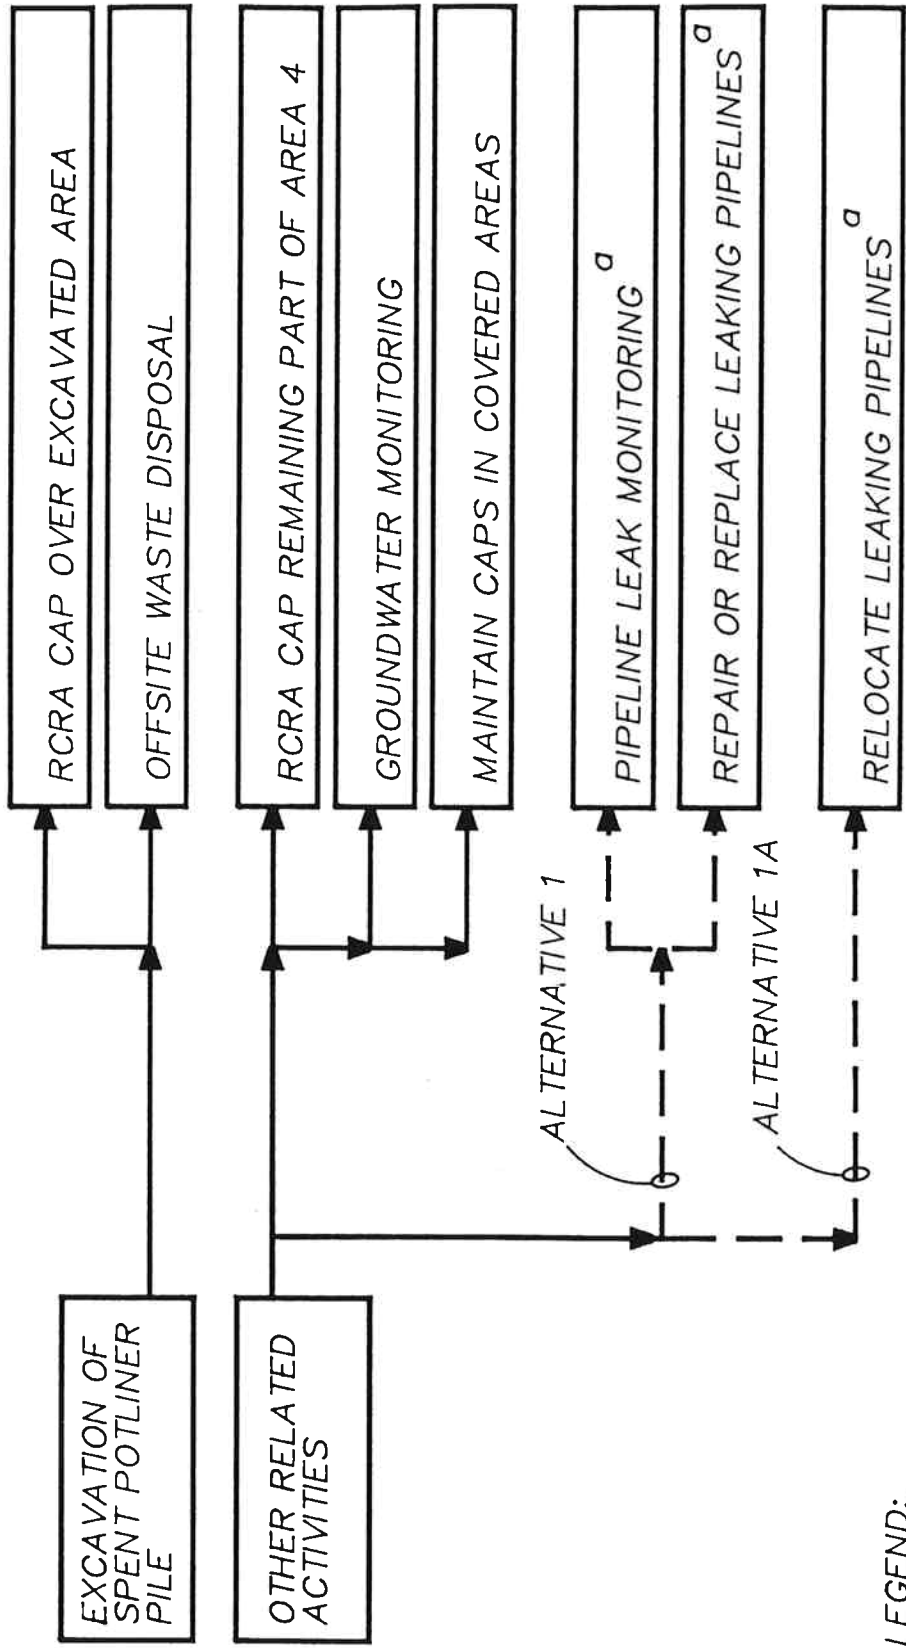 EXCAVATION OF
SPENT POTLINER
PILE
RCRA CAP OVER EXCAVATED AREA
OFFSITE WASTE DISPOSAL
OTHER RELATED
ACTIVITIES
RCRA CAP REMAINING PART OF AREA 4
GROUNDWATER MONITORING
MAINTAIN CAPS IN COVERED AREAS
ALTERNATIVE 1
PIPELINE LEAK MONITORING a
REPAIR OR REPLACE LEAKING PIPELINES a
ALTERNATIVE 1A
RELOCATE LEAKING PIPELINES a
LEGEND: